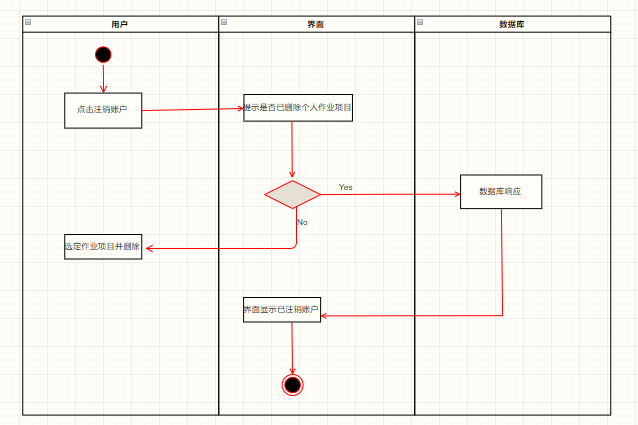 用户
界面
数据库
点击注销账户
提示是否已删除个人作业项目
Yes
数据库响应
No
选定作业项目并删除
界面显示已注销账户